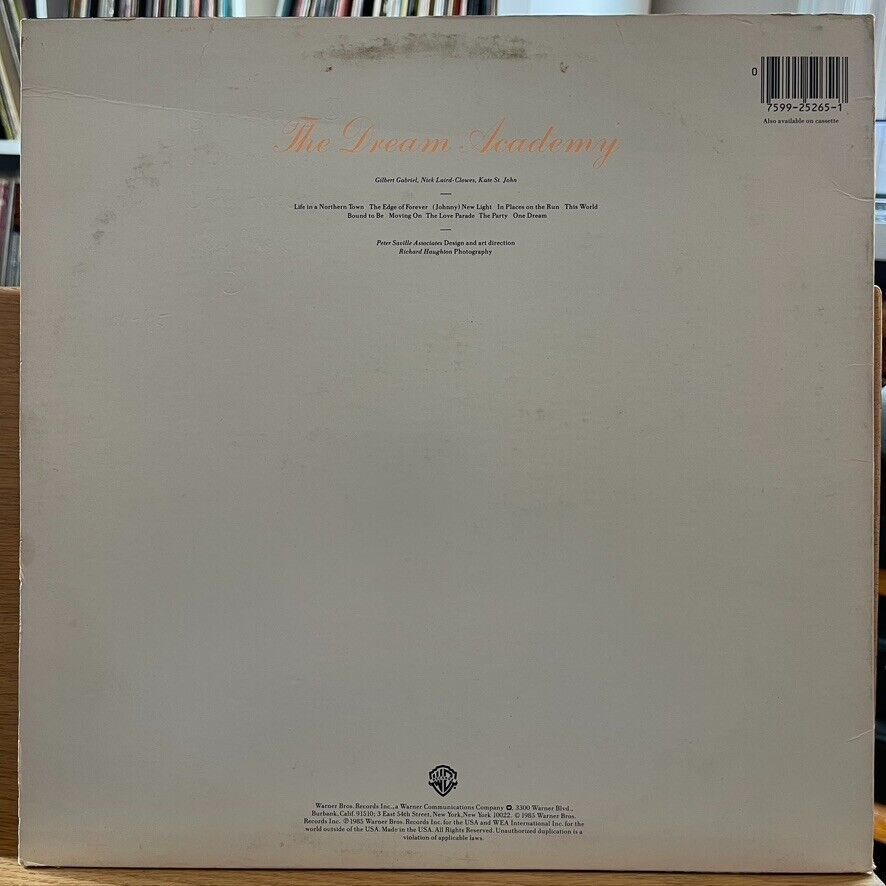 0
7599-25265-1
Also available on cassette
The Dream Academy
Gilbert Gabriel, Nick Laird-Clowes, Kate St. John
Life in a Northern Town The Edge of Forever (Johnny) New Light In Places on the Run This World
Bound to Be Moving On The Love Parade The Party One Dream
Peter Saville Associates Design and art direction
Richard Haughton Photography
Warner Bros. Records Inc., a Warner Communications Company, 3300 Warner Blvd.,
Burbank, Calif. 91510; 3 East 54th Street, New York, New York 10022. © 1985 Warner Bros.
Records Inc. ℗ 1985 Warner Bros. Records Inc. for the USA and WEA International Inc. for the
world outside of the USA. Made in the USA. All Rights Reserved. Unauthorized duplication is a
violation of applicable laws.